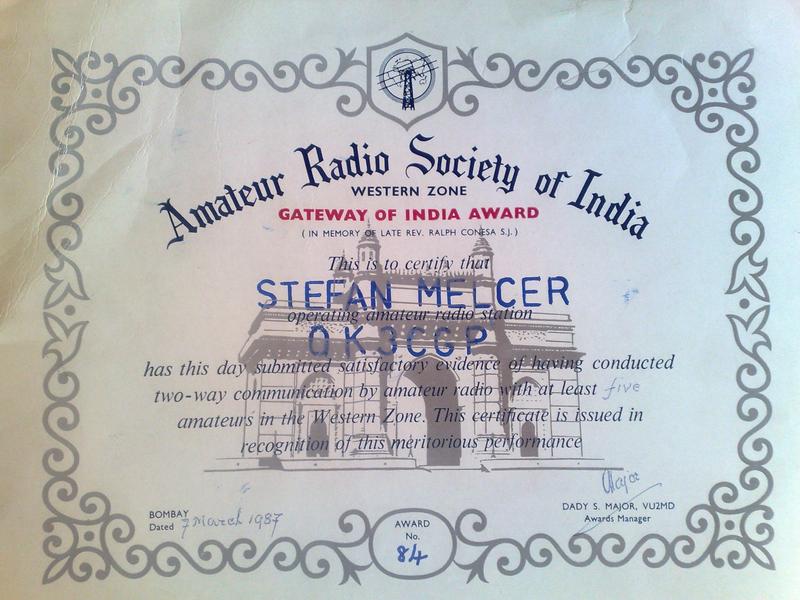 Amateur Radio Society of India
WESTERN ZONE
GATEWAY OF INDIA AWARD
( IN MEMORY OF LATE REV. RALPH CONESA S.J. )
This is to certify that
STEFAN MELCER
operating amateur radio station
OK3CGP
has this day submitted satisfactory evidence of having conducted
two-way communication by amateur radio with at least five
amateurs in the Western Zone. This certificate is issued in
recognition of this meritorious performance
BOMBAY
Dated 7 March 1987
AWARD
No.
84
DMajor
DADY S. MAJOR, VU2MD
Awards Manager